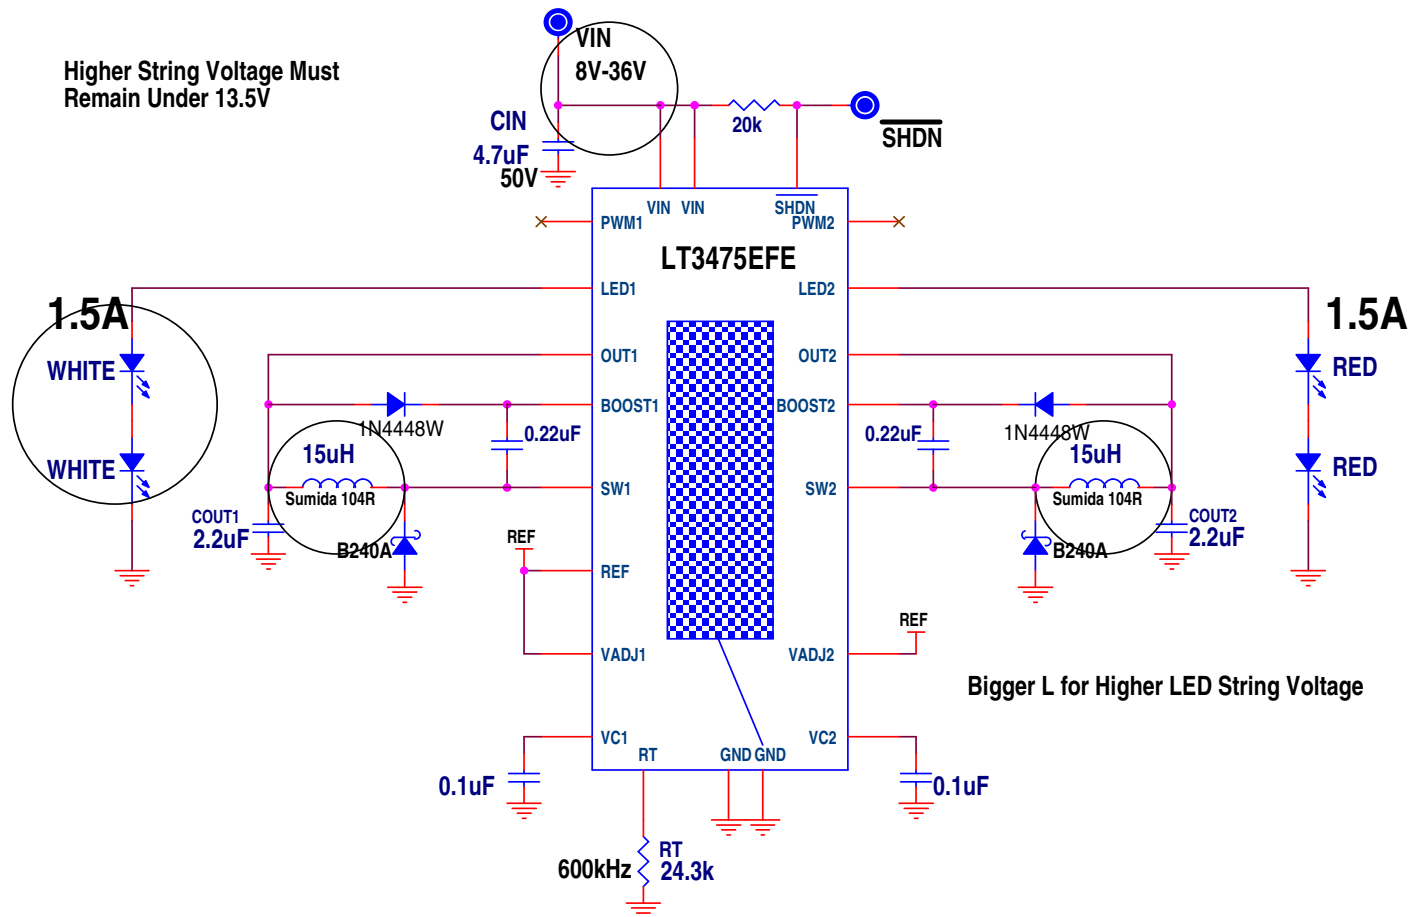 Higher String Voltage Must
Remain Under 13.5V
VIN
8V-36V
CIN
4.7uF
50V
20k
SHDN
VIN VIN SHDN
PWM1 PWM2
LT3475EFE
LED1 LED2
1.5A 1.5A
OUT1 OUT2
WHITE RED
BOOST1 BOOST2
1N4448W 0.22uF 0.22uF 1N4448W
15uH 15uH
WHITE RED
SW1 SW2
Sumida 104R Sumida 104R
COUT1 COUT2
2.2uF 2.2uF
B240A B240A
REF
REF
REF
VADJ1 VADJ2
Bigger L for Higher LED String Voltage
VC1 VC2
RT GND GND
0.1uF 0.1uF
RT
600kHz 24.3k